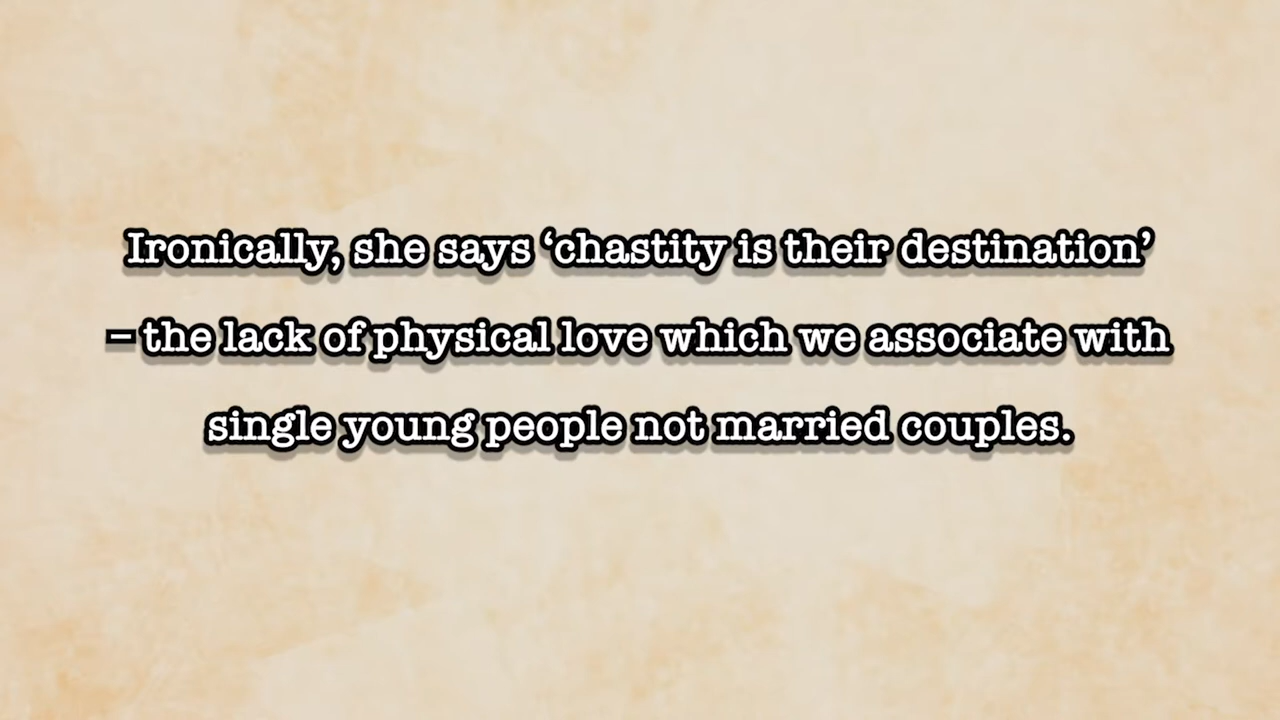 Ironically, she says ‘chastity is their destination’
– the lack of physical love which we associate with
single young people not married couples.